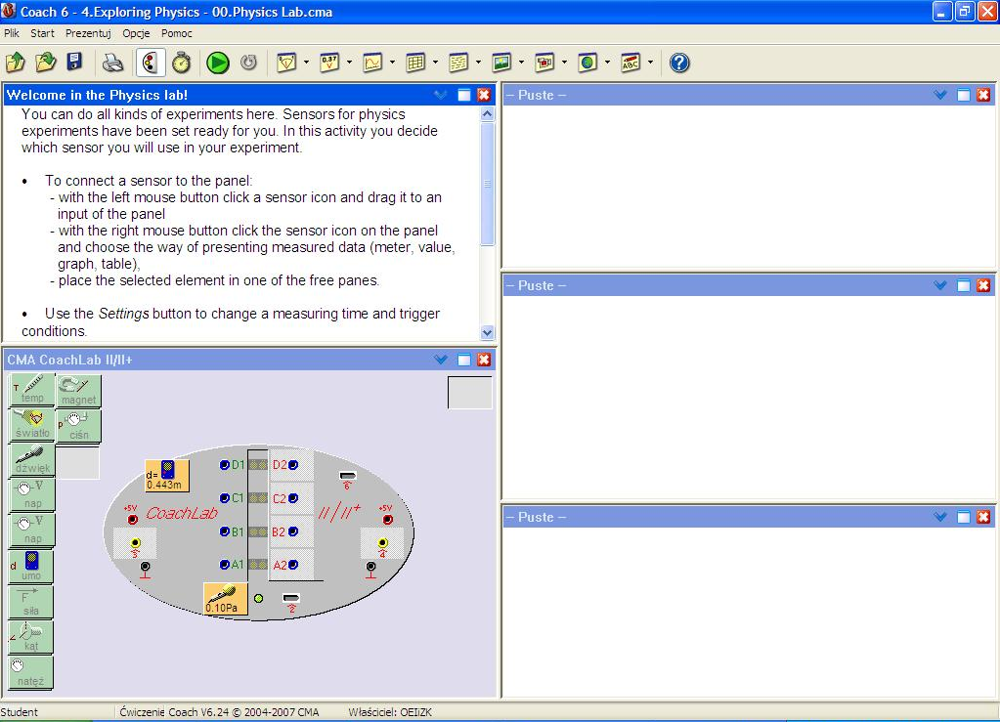 Coach 6 - 4.Exploring Physics - 00.Physics Lab.cma
Plik Start Prezentuj Opcje Pomoc
0.37
ABC
Welcome in the Physics lab!
You can do all kinds of experiments here. Sensors for physics
experiments have been set ready for you. In this activity you decide
which sensor you will use in your experiment.
• To connect a sensor to the panel:
- with the left mouse button click a sensor icon and drag it to an
input of the panel
- with the right mouse button click the sensor icon on the panel
and choose the way of presenting measured data (meter, value,
graph, table),
- place the selected element in one of the free panes.
• Use the Settings button to change a measuring time and trigger
conditions.
-- Puste --
-- Puste --
-- Puste --
CMA CoachLab II/II+
T temp
magnet
światło
p ciśn
dźwięk
V nap
V nap
d umo
F siła
kąt
natęż
d=
0.443m
D1 D2
C1 C2
B1 B2
A1 A2
+5V CoachLab II/II+ +5V
6
3
4
0.10Pa
2
Student Ćwiczenie Coach V6.24 © 2004-2007 CMA Właściciel: OEIiZK